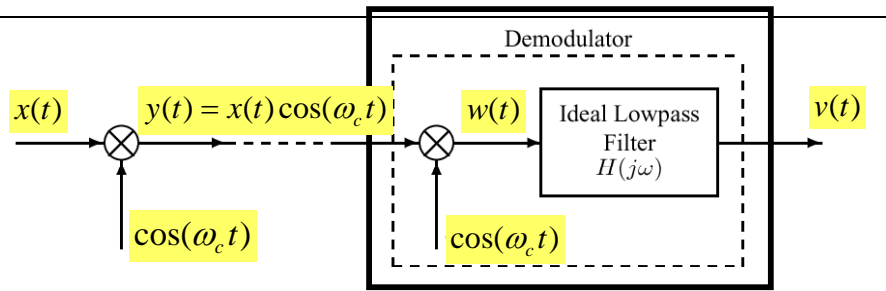 Demodulator
x(t)
y(t) = x(t) cos(ω_c t)
w(t)
Ideal Lowpass
Filter
H(jω)
v(t)
cos(ω_c t)
cos(ω_c t)